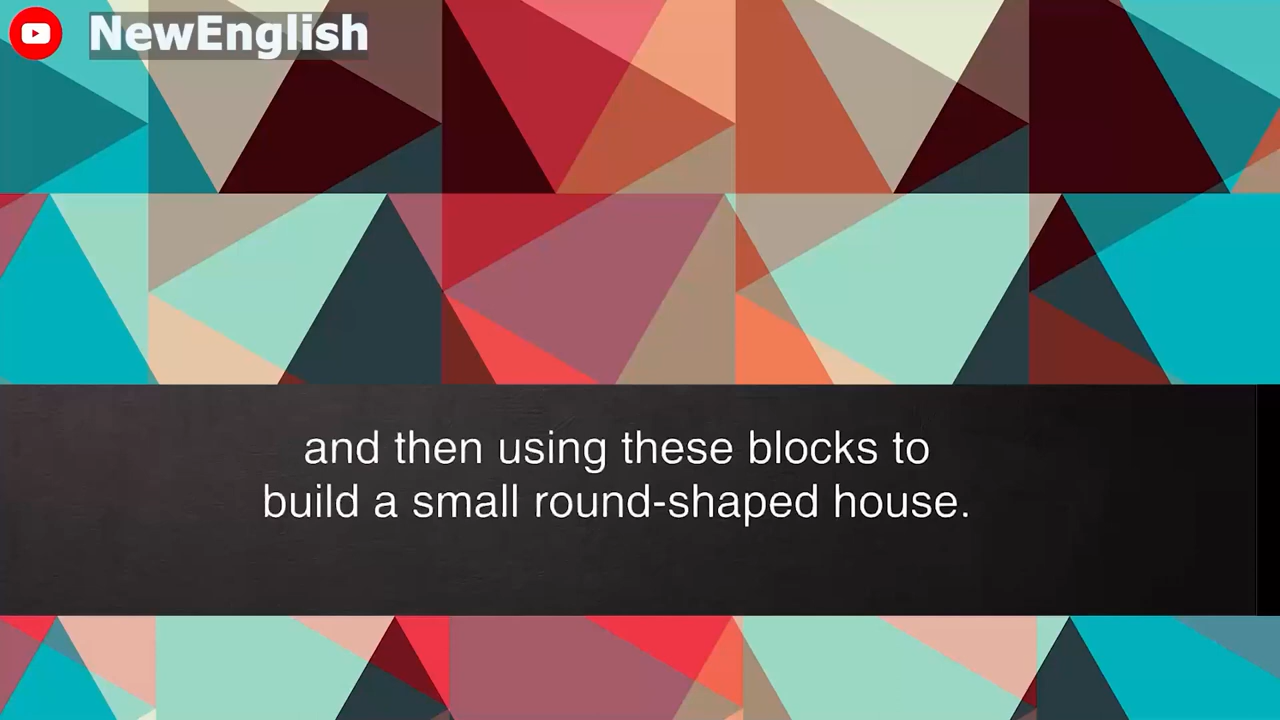 NewEnglish
and then using these blocks to
build a small round-shaped house.